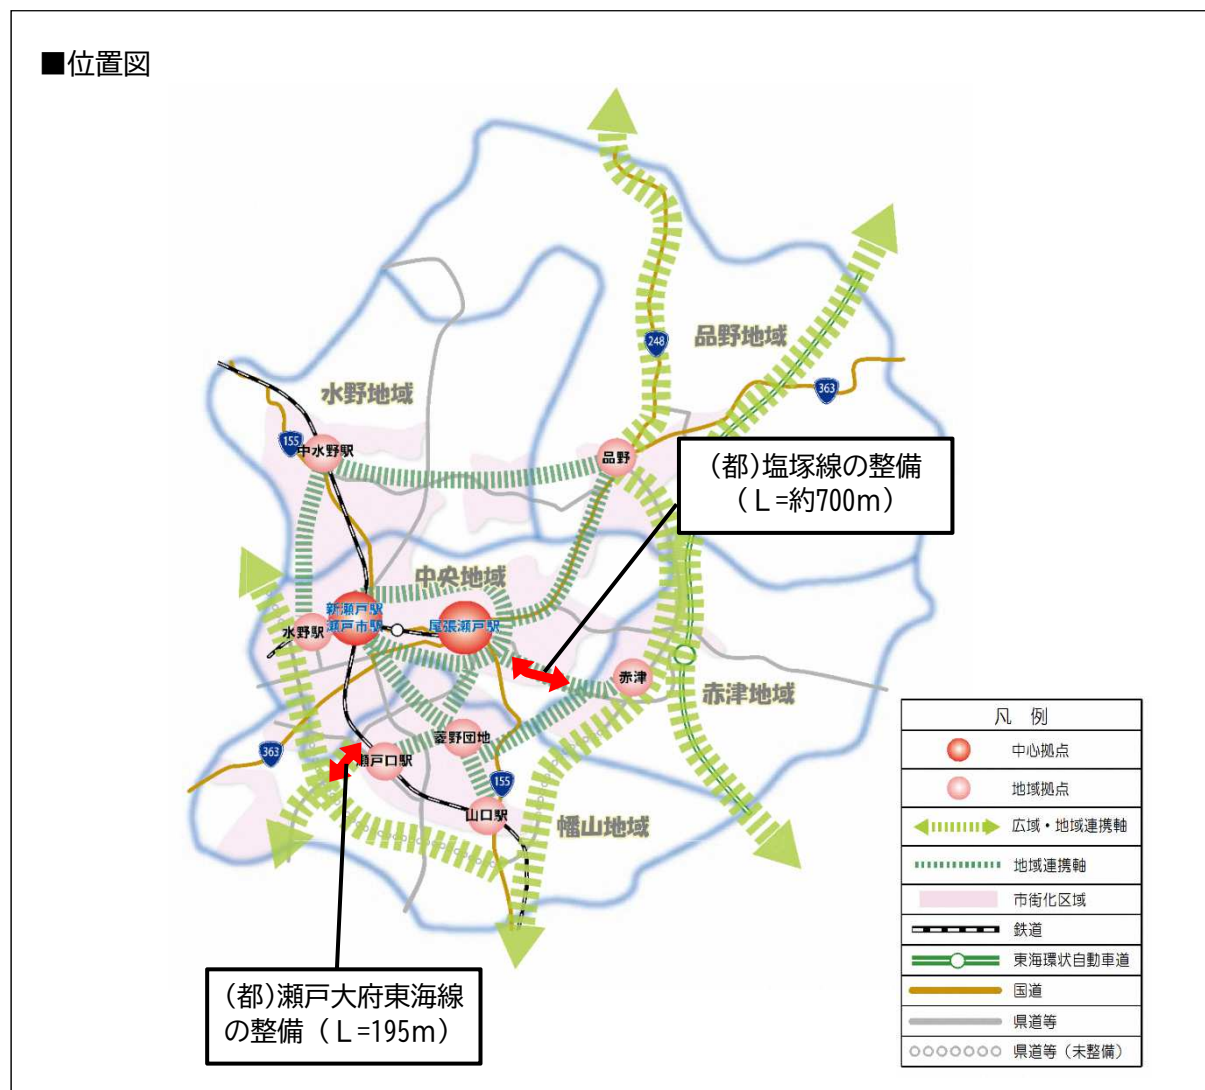 ■位置図
品野地域
248
363
水野地域
155
中水野駅
品野
(都)塩塚線の整備
(L=約700m)
中央地域
新瀬戸駅
瀬戸市駅
尾張瀬戸駅
水野駅
赤津
赤津地域
菱野団地
363
瀬戸口駅
155
山口駅
幡山地域
(都)瀬戸大府東海線
の整備(L=195m)
凡 例
中心拠点
地域拠点
広域・地域連携軸
地域連携軸
市街化区域
鉄道
東海環状自動車道
国道
県道等
県道等(未整備)